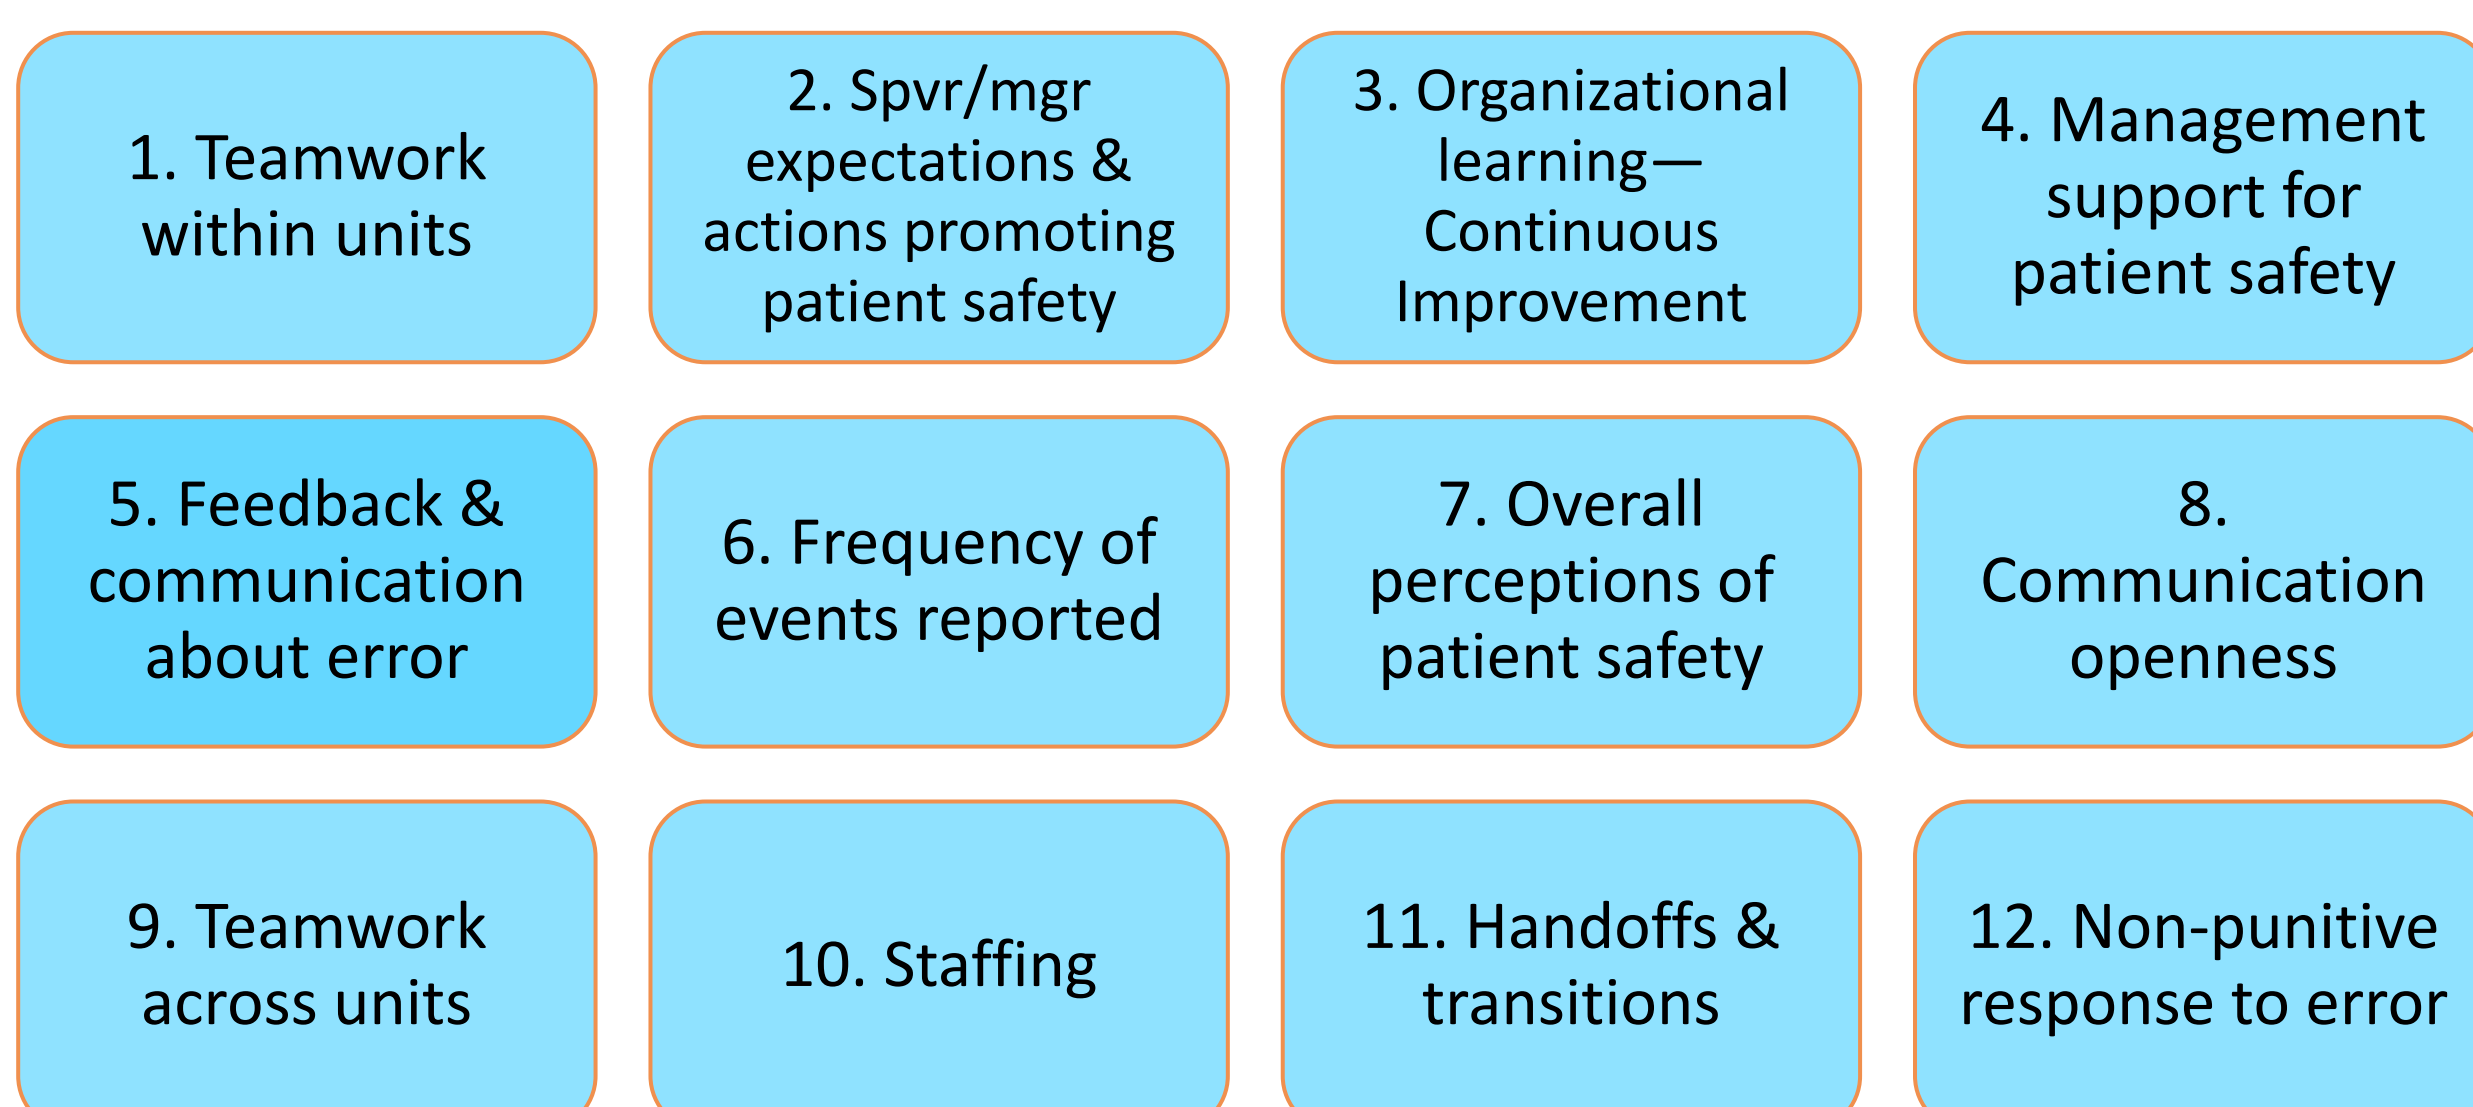 1. Teamwork
within units
2. Spvr/mgr
expectations &
actions promoting
patient safety
3. Organizational
learning—
Continuous
Improvement
4. Management
support for
patient safety
5. Feedback &
communication
about error
6. Frequency of
events reported
7. Overall
perceptions of
patient safety
8.
Communication
openness
9. Teamwork
across units
10. Staffing
11. Handoffs &
transitions
12. Non-punitive
response to error